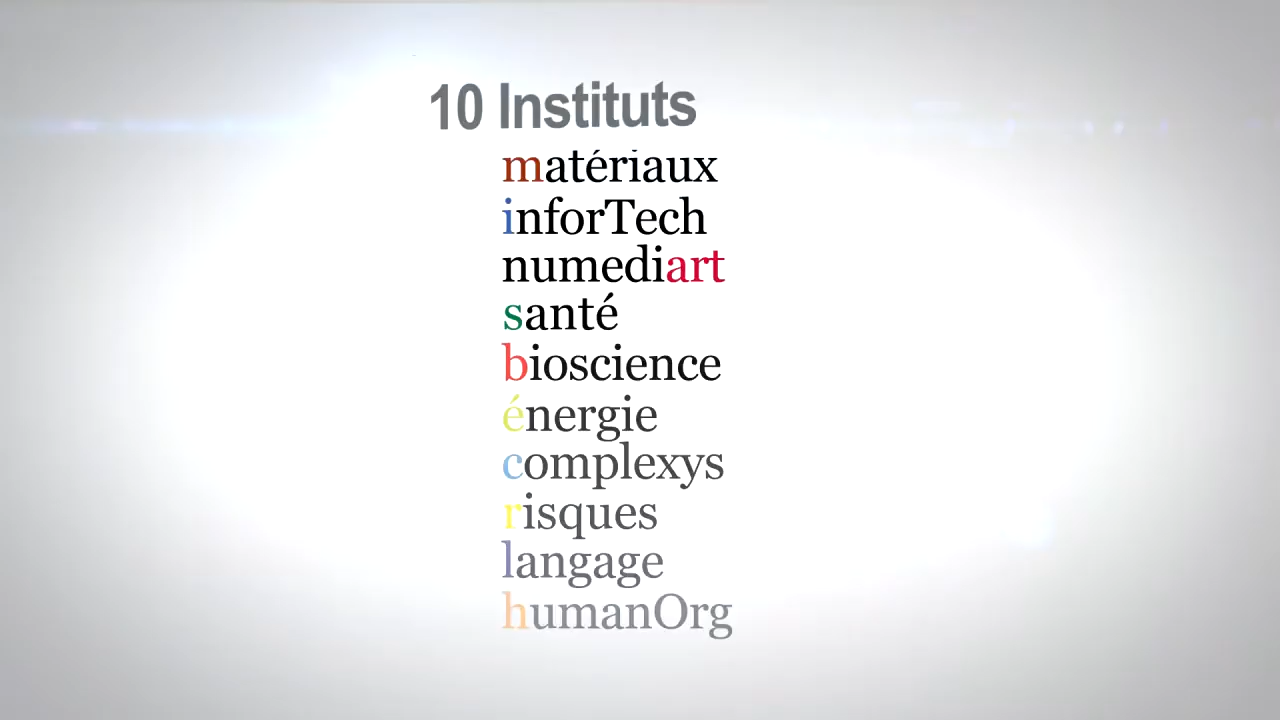 10 Instituts
matériaux
inforTech
numediart
santé
bioscience
énergie
complexys
risques
langage
humanOrg